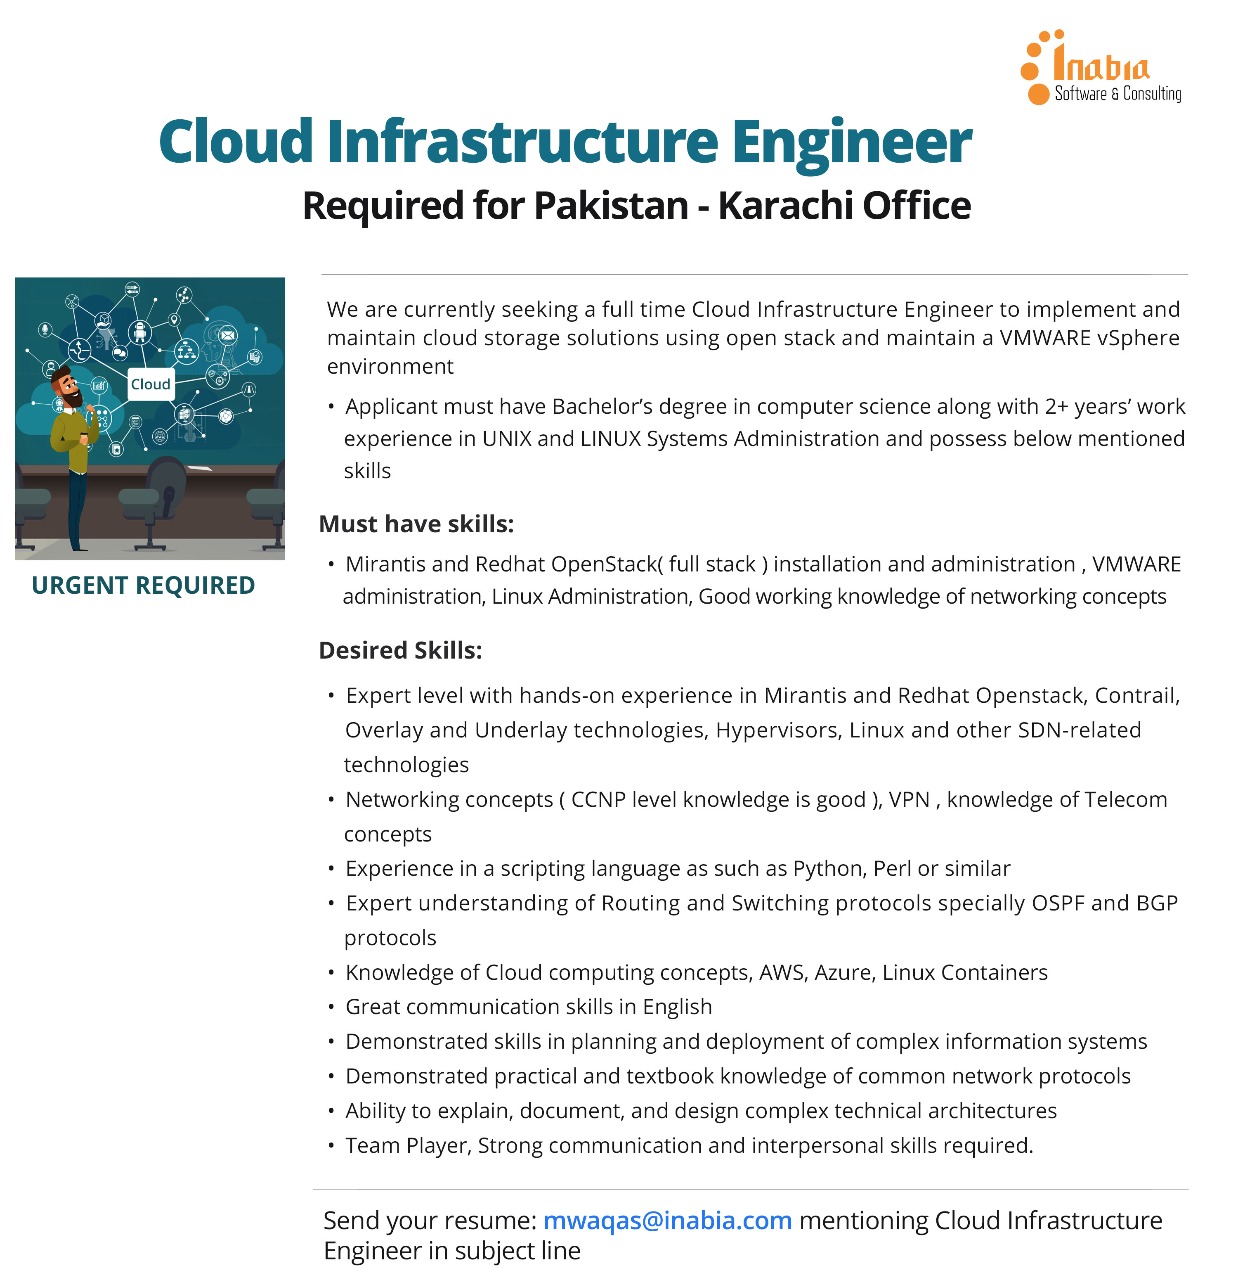 Inabia
Software & Consulting
Cloud Infrastructure Engineer
Required for Pakistan - Karachi Office
Cloud
URGENT REQUIRED
We are currently seeking a full time Cloud Infrastructure Engineer to implement and
maintain cloud storage solutions using open stack and maintain a VMWARE vSphere
environment
• Applicant must have Bachelor’s degree in computer science along with 2+ years’ work
experience in UNIX and LINUX Systems Administration and possess below mentioned
skills
Must have skills:
• Mirantis and Redhat OpenStack( full stack ) installation and administration , VMWARE
administration, Linux Administration, Good working knowledge of networking concepts
Desired Skills:
• Expert level with hands-on experience in Mirantis and Redhat Openstack, Contrail,
Overlay and Underlay technologies, Hypervisors, Linux and other SDN-related
technologies
• Networking concepts ( CCNP level knowledge is good ), VPN , knowledge of Telecom
concepts
• Experience in a scripting language as such as Python, Perl or similar
• Expert understanding of Routing and Switching protocols specially OSPF and BGP
protocols
• Knowledge of Cloud computing concepts, AWS, Azure, Linux Containers
• Great communication skills in English
• Demonstrated skills in planning and deployment of complex information systems
• Demonstrated practical and textbook knowledge of common network protocols
• Ability to explain, document, and design complex technical architectures
• Team Player, Strong communication and interpersonal skills required.
Send your resume: mwaqas@inabia.com mentioning Cloud Infrastructure
Engineer in subject line